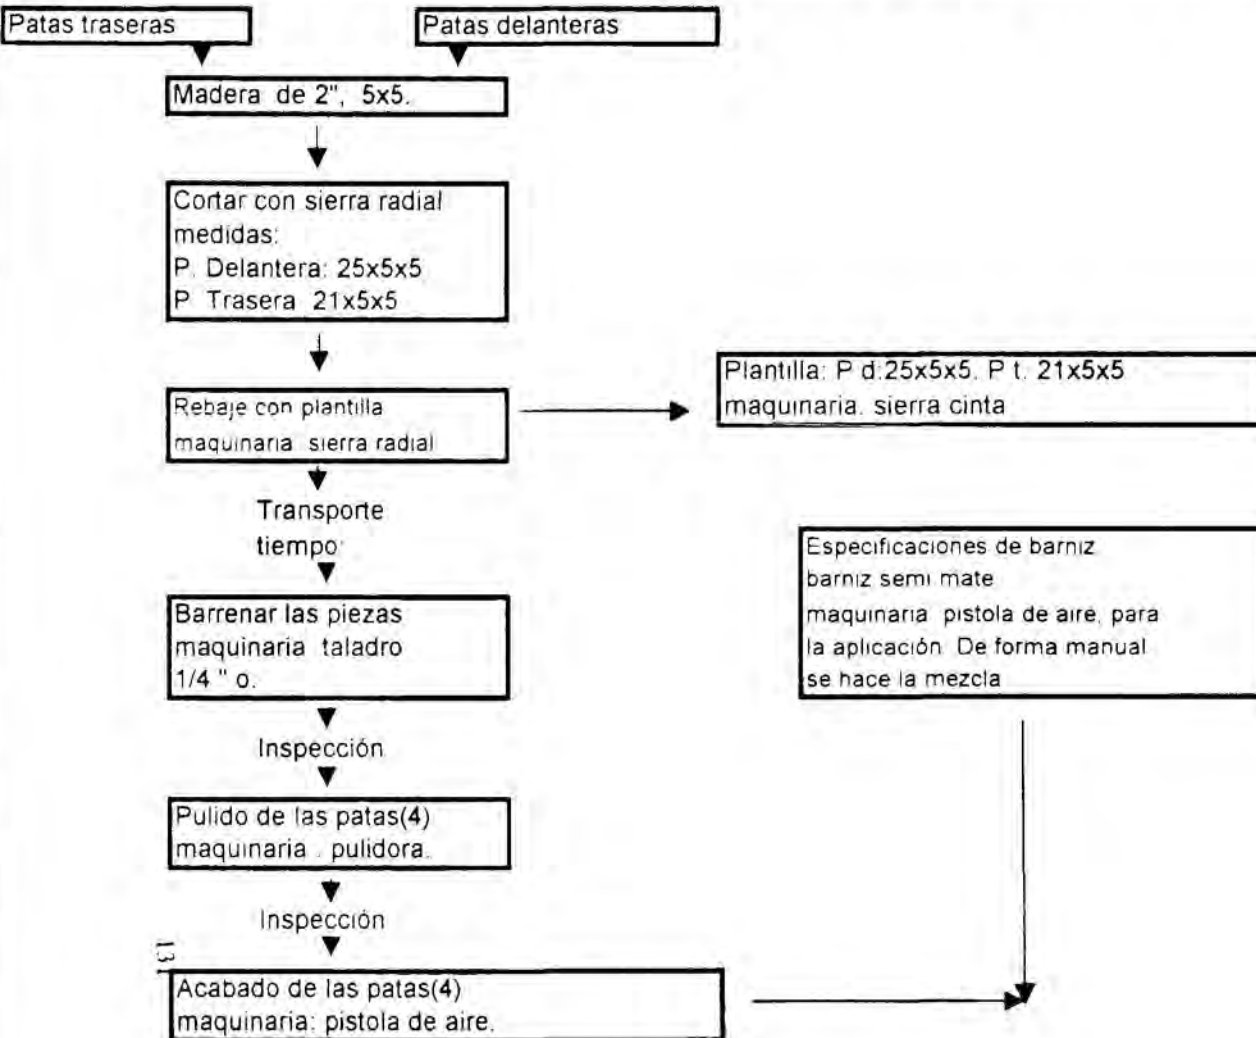 Patas traseras
Patas delanteras
Madera de 2", 5x5.
Cortar con sierra radial
medidas:
P. Delantera: 25x5x5
P Trasera 21x5x5
Rebaje con plantilla
maquinaria sierra radial
Plantilla: P d:25x5x5. P t. 21x5x5
maquinaria. sierra cinta
Transporte
tiempo:
Barrenar las piezas
maquinaria taladro
1/4 " o.
Especificaciones de barniz
barniz semi mate
maquinaria pistola de aire, para
la aplicación De forma manual
se hace la mezcla
Inspección
Pulido de las patas(4)
maquinaria . pulidora.
Inspección
131
Acabado de las patas(4)
maquinaria: pistola de aire.